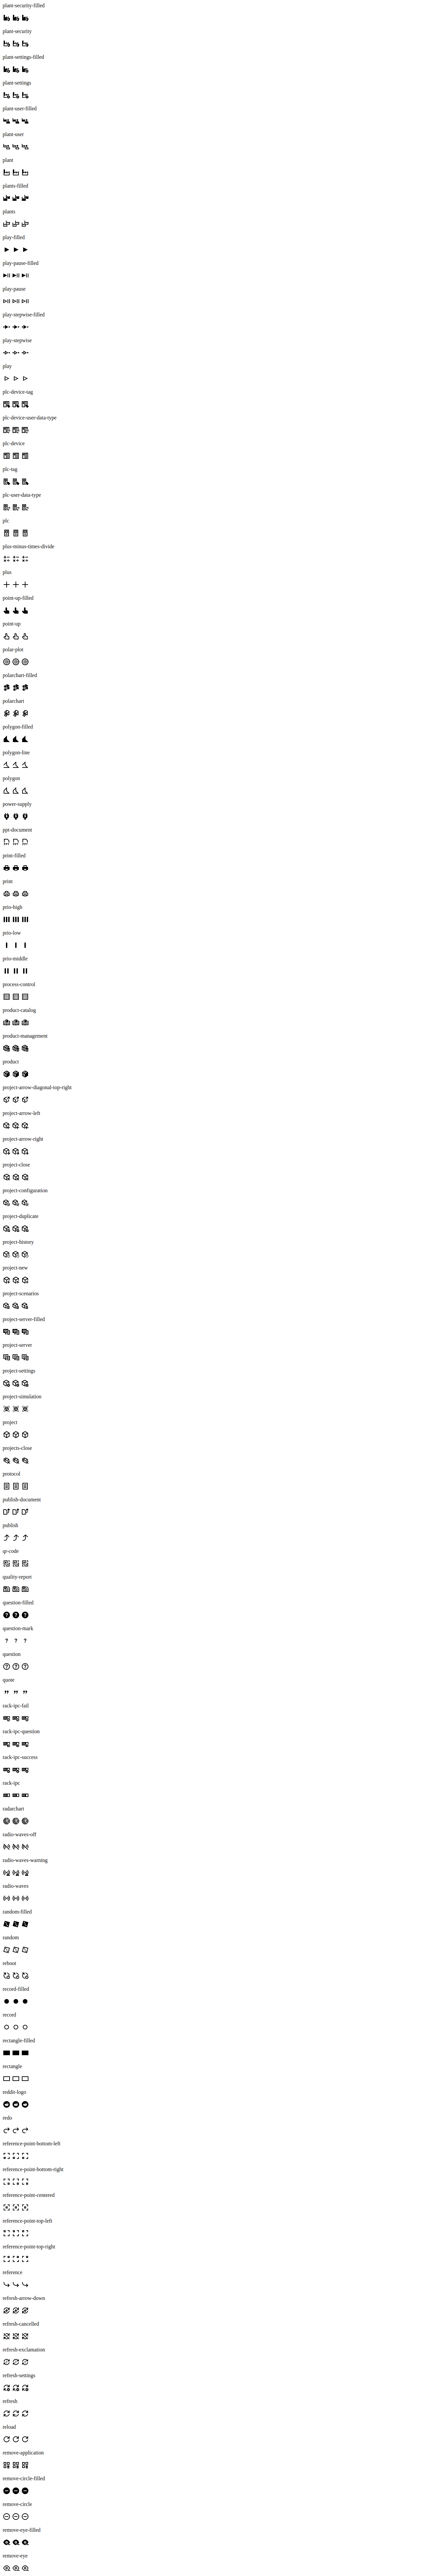 plant-security-filled
plant-security
plant-settings-filled
plant-settings
plant-user-filled
plant-user
plant
plants-filled
plants
play-filled
play-pause-filled
play-pause
play-stepwise-filled
play-stepwise
play
plc-device-tag
plc-device-user-data-type
plc-device
plc-tag
plc-user-data-type
plc
plus-minus-times-divide
plus
point-up-filled
point-up
polar-plot
polarchart-filled
polarchart
polygon-filled
polygon-line
polygon
power-supply
ppt-document
print-filled
print
prio-high
prio-low
prio-middle
process-control
product-catalog
product-management
product
project-arrow-diagonal-top-right
project-arrow-left
project-arrow-right
project-close
project-configuration
project-duplicate
project-history
project-new
project-scenarios
project-server-filled
project-server
project-settings
project-simulation
project
projects-close
protocol
publish-document
publish
qr-code
quality-report
question-filled
question-mark
question
quote
rack-ipc-fail
rack-ipc-question
rack-ipc-success
rack-ipc
radarchart
radio-waves-off
radio-waves-warning
radio-waves
random-filled
random
reboot
record-filled
record
rectangle-filled
rectangle
reddit-logo
redo
reference-point-bottom-left
reference-point-bottom-right
reference-point-centered
reference-point-top-left
reference-point-top-right
reference
refresh-arrow-down
refresh-cancelled
refresh-exclamation
refresh-settings
refresh
reload
remove-application
remove-circle-filled
remove-circle
remove-eye-filled
remove-eye